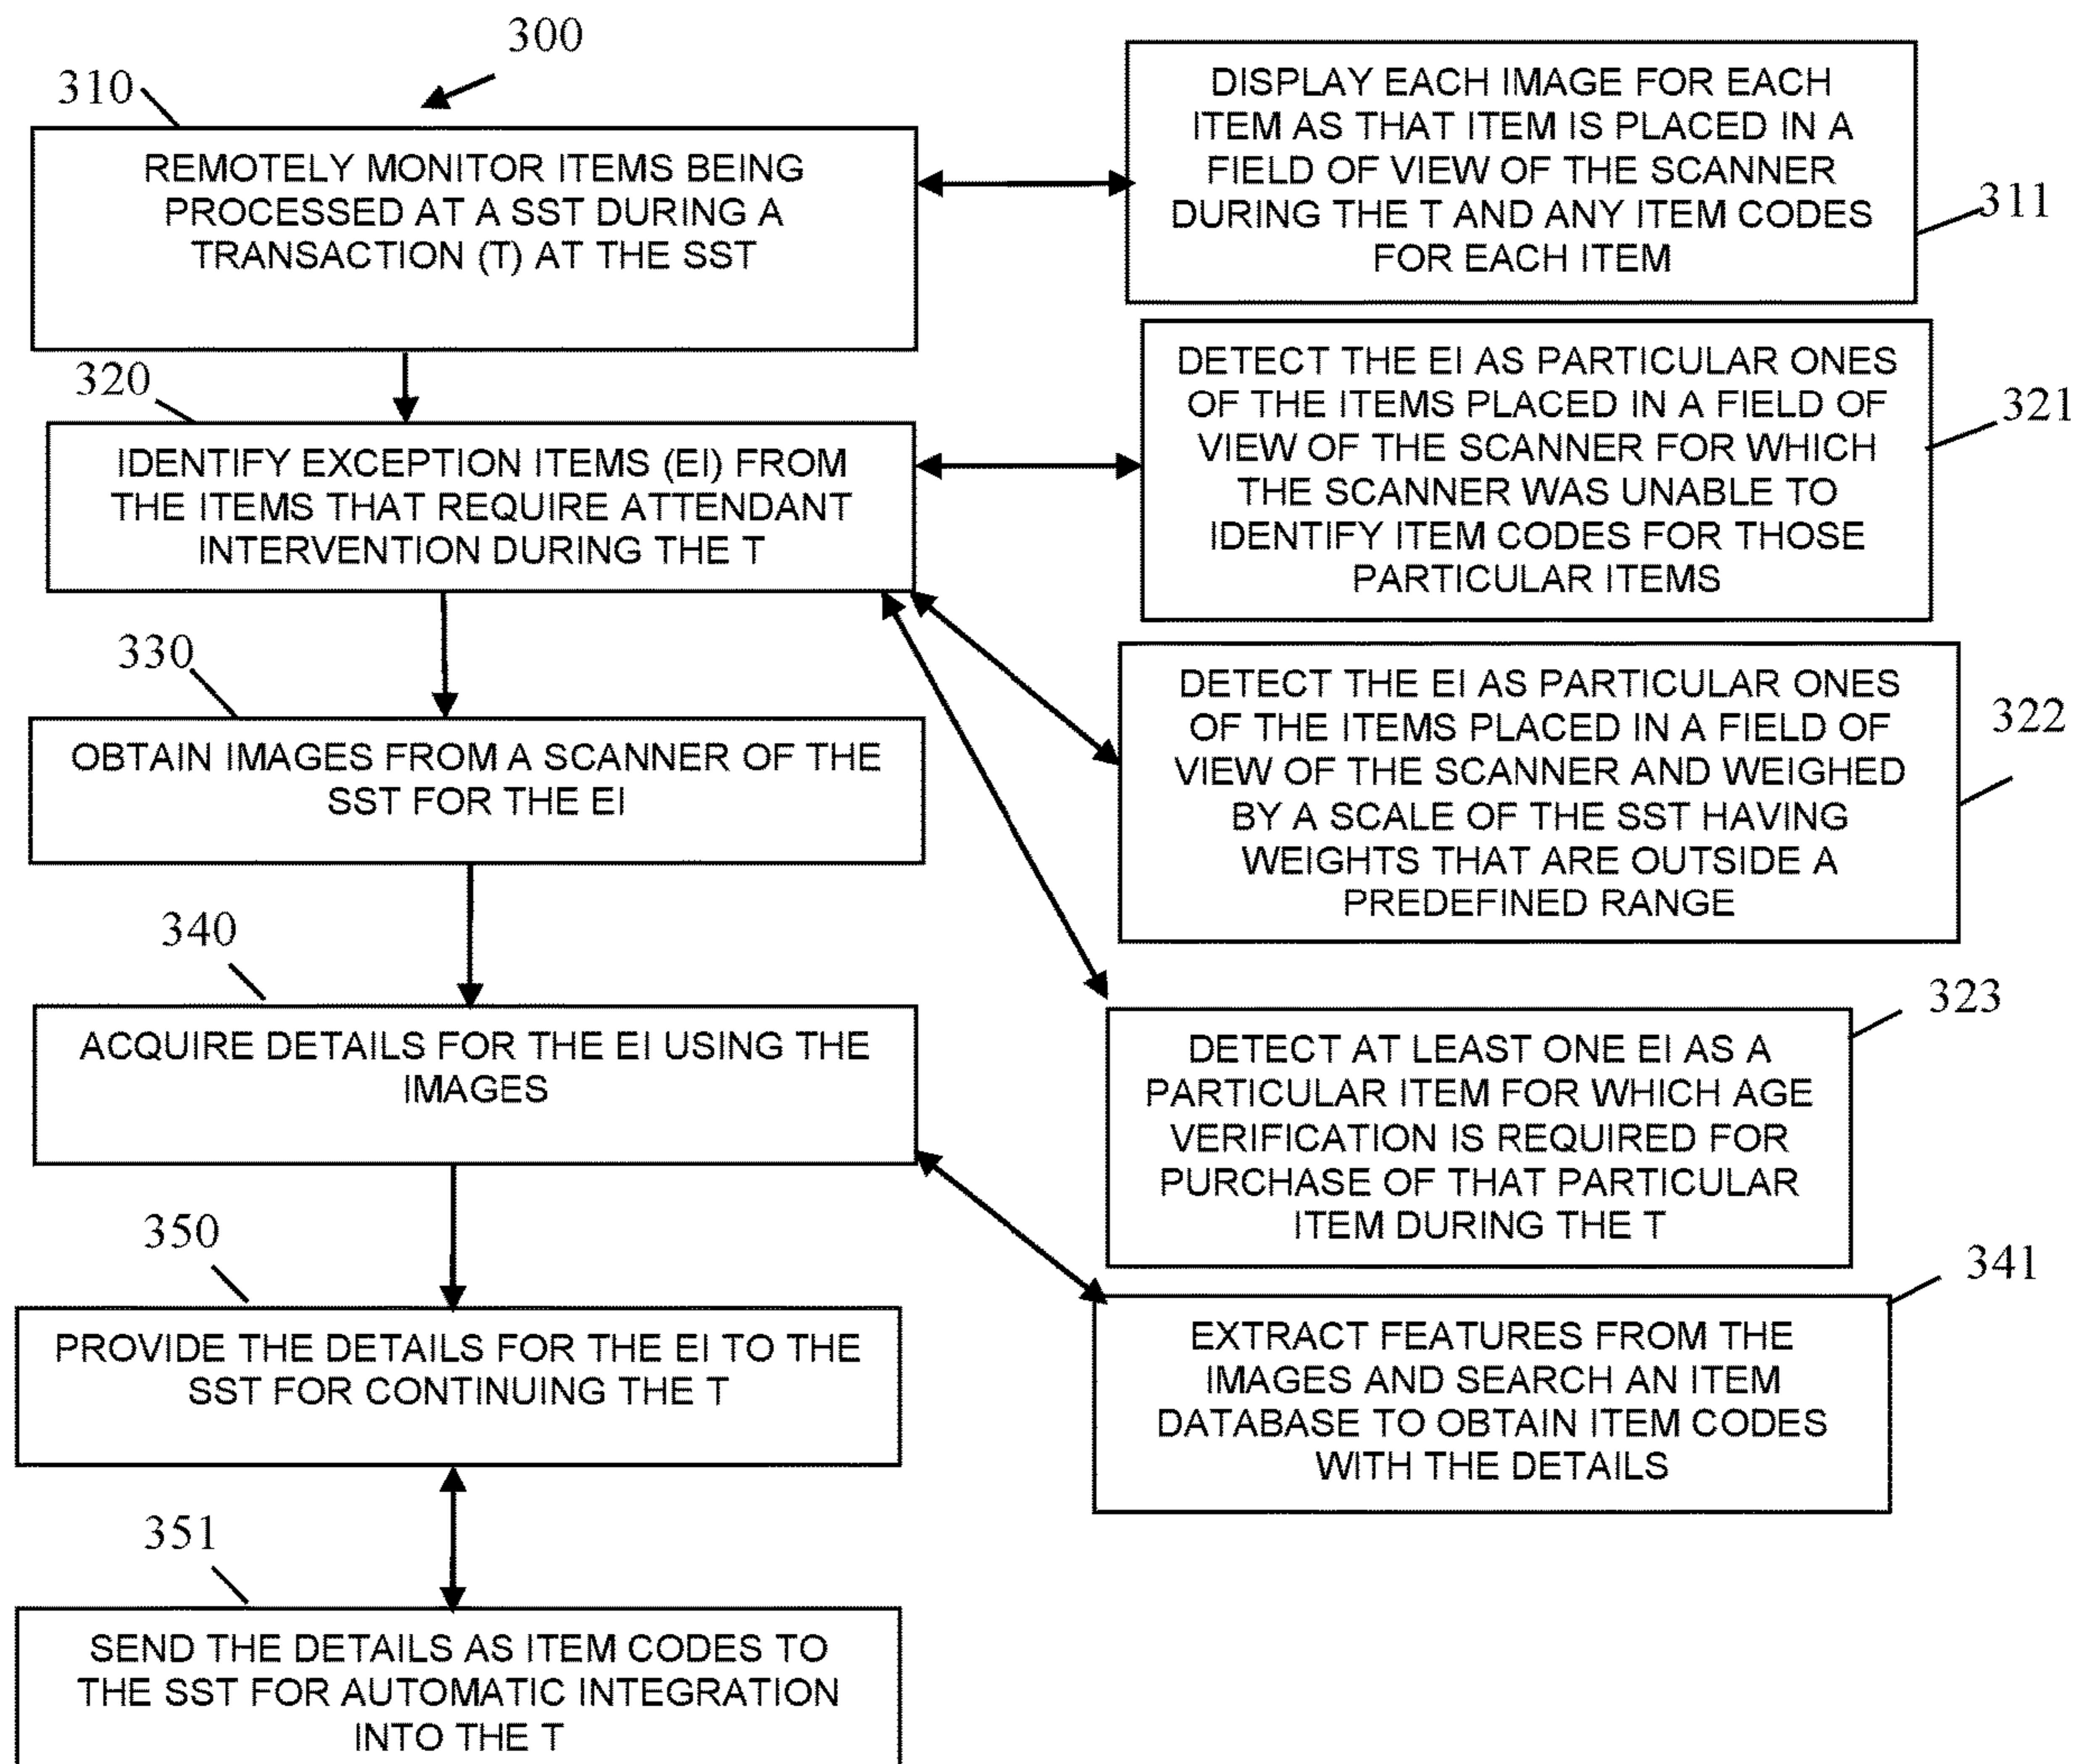 300
310
REMOTELY MONITOR ITEMS BEING
PROCESSED AT A SST DURING A
TRANSACTION (T) AT THE SST
DISPLAY EACH IMAGE FOR EACH
ITEM AS THAT ITEM IS PLACED IN A
FIELD OF VIEW OF THE SCANNER
DURING THE T AND ANY ITEM CODES
FOR EACH ITEM
311
320
IDENTIFY EXCEPTION ITEMS (EI) FROM
THE ITEMS THAT REQUIRE ATTENDANT
INTERVENTION DURING THE T
DETECT THE EI AS PARTICULAR ONES
OF THE ITEMS PLACED IN A FIELD OF
VIEW OF THE SCANNER FOR WHICH
THE SCANNER WAS UNABLE TO
IDENTIFY ITEM CODES FOR THOSE
PARTICULAR ITEMS
321
330
OBTAIN IMAGES FROM A SCANNER OF THE
SST FOR THE EI
DETECT THE EI AS PARTICULAR ONES
OF THE ITEMS PLACED IN A FIELD OF
VIEW OF THE SCANNER AND WEIGHED
BY A SCALE OF THE SST HAVING
WEIGHTS THAT ARE OUTSIDE A
PREDEFINED RANGE
322
340
ACQUIRE DETAILS FOR THE EI USING THE
IMAGES
323
DETECT AT LEAST ONE EI AS A
PARTICULAR ITEM FOR WHICH AGE
VERIFICATION IS REQUIRED FOR
PURCHASE OF THAT PARTICULAR
ITEM DURING THE T
350
PROVIDE THE DETAILS FOR THE EI TO THE
SST FOR CONTINUING THE T
341
EXTRACT FEATURES FROM THE
IMAGES AND SEARCH AN ITEM
DATABASE TO OBTAIN ITEM CODES
WITH THE DETAILS
351
SEND THE DETAILS AS ITEM CODES TO
THE SST FOR AUTOMATIC INTEGRATION
INTO THE T